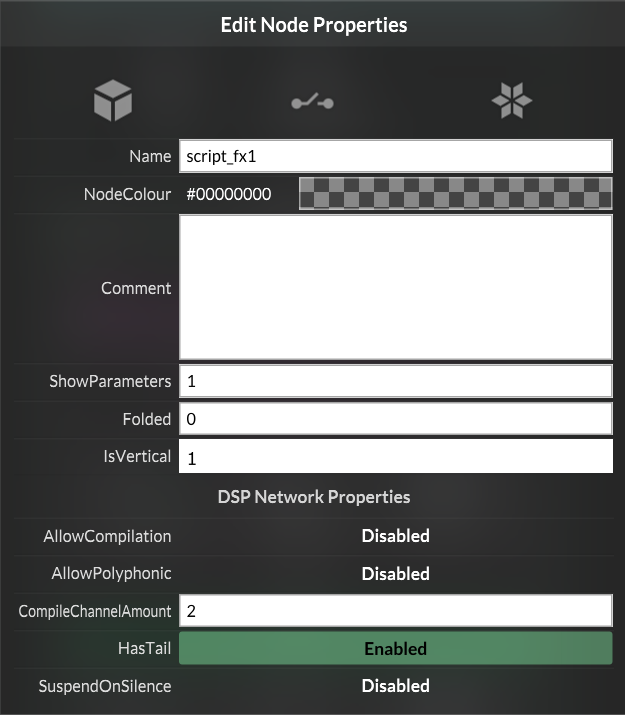 Edit Node Properties
Name script_fx1
NodeColour #00000000
Comment
ShowParameters 1
Folded 0
IsVertical 1
DSP Network Properties
AllowCompilation Disabled
AllowPolyphonic Disabled
CompileChannelAmount 2
HasTail Enabled
SuspendOnSilence Disabled